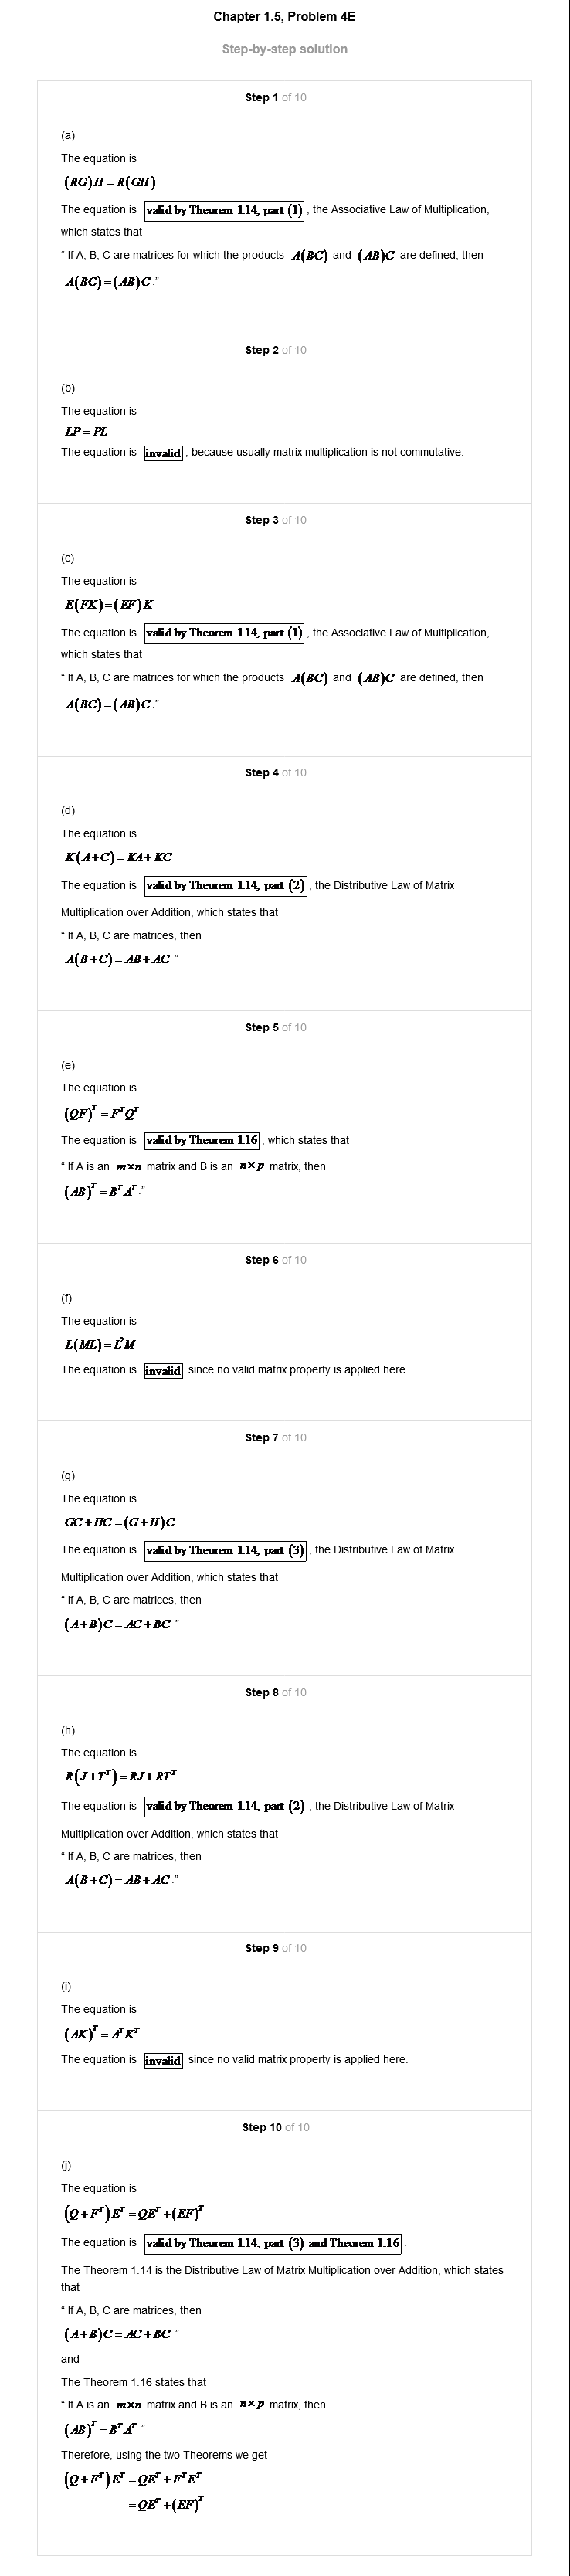 Chapter 1.5, Problem 4E
Step-by-step solution
Step 1 of 10
(a)
The equation is
(RG)H = R(GH)
The equation is valid by Theorem 1.14, part (1), the Associative Law of Multiplication,
which states that
“ If A, B, C are matrices for which the products A(BC) and (AB)C are defined, then
A(BC) = (AB)C .”
Step 2 of 10
(b)
The equation is
LP = PL
The equation is invalid , because usually matrix multiplication is not commutative.
Step 3 of 10
(c)
The equation is
E(FK) = (EF)K
The equation is valid by Theorem 1.14, part (1), the Associative Law of Multiplication,
which states that
“ If A, B, C are matrices for which the products A(BC) and (AB)C are defined, then
A(BC) = (AB)C .”
Step 4 of 10
(d)
The equation is
K(A+C) = KA+KC
The equation is valid by Theorem 1.14, part (2), the Distributive Law of Matrix
Multiplication over Addition, which states that
“ If A, B, C are matrices, then
A(B+C) = AB+AC .”
Step 5 of 10
(e)
The equation is
(QF)ᵀ = FᵀQᵀ
The equation is valid by Theorem 1.16 , which states that
“ If A is an m×n matrix and B is an n×p matrix, then
(AB)ᵀ = BᵀAᵀ .”
Step 6 of 10
(f)
The equation is
L(ML) = L²M
The equation is invalid since no valid matrix property is applied here.
Step 7 of 10
(g)
The equation is
GC+HC = (G+H)C
The equation is valid by Theorem 1.14, part (3) , the Distributive Law of Matrix
Multiplication over Addition, which states that
“ If A, B, C are matrices, then
(A+B)C = AC+BC .”
Step 8 of 10
(h)
The equation is
R(J+Tᵀ) = RJ+RTᵀ
The equation is valid by Theorem 1.14, part (2) , the Distributive Law of Matrix
Multiplication over Addition, which states that
“ If A, B, C are matrices, then
A(B+C) = AB+AC .”
Step 9 of 10
(i)
The equation is
(AK)ᵀ = AᵀKᵀ
The equation is invalid since no valid matrix property is applied here.
Step 10 of 10
(j)
The equation is
(Q+Fᵀ)Eᵀ = QEᵀ+(EF)ᵀ
The equation is valid by Theorem 1.14, part (3) and Theorem 1.16 .
The Theorem 1.14 is the Distributive Law of Matrix Multiplication over Addition, which states
that
“ If A, B, C are matrices, then
(A+B)C = AC+BC .”
and
The Theorem 1.16 states that
“ If A is an m×n matrix and B is an n×p matrix, then
(AB)ᵀ = BᵀAᵀ .”
Therefore, using the two Theorems we get
(Q+Fᵀ)Eᵀ = QEᵀ+FᵀEᵀ
= QEᵀ+(EF)ᵀ